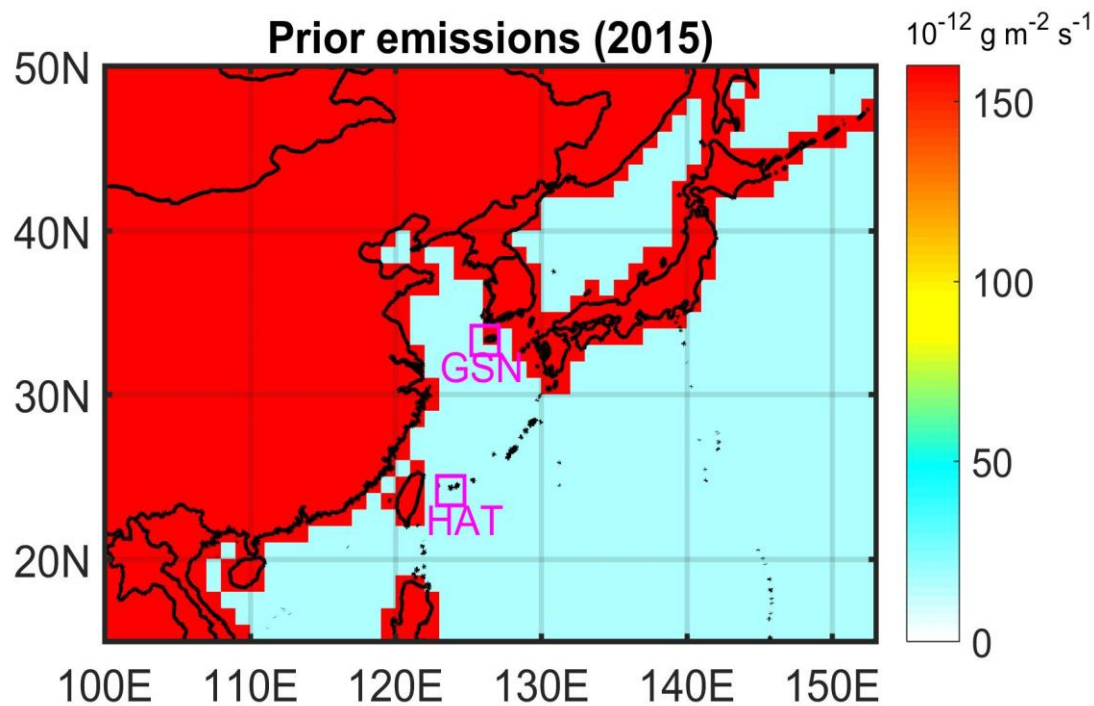 Prior emissions (2015)
10⁻¹² g m⁻² s⁻¹
50N
40N
30N
20N
100E 110E 120E 130E 140E 150E
GSN
HAT
150
100
50
0